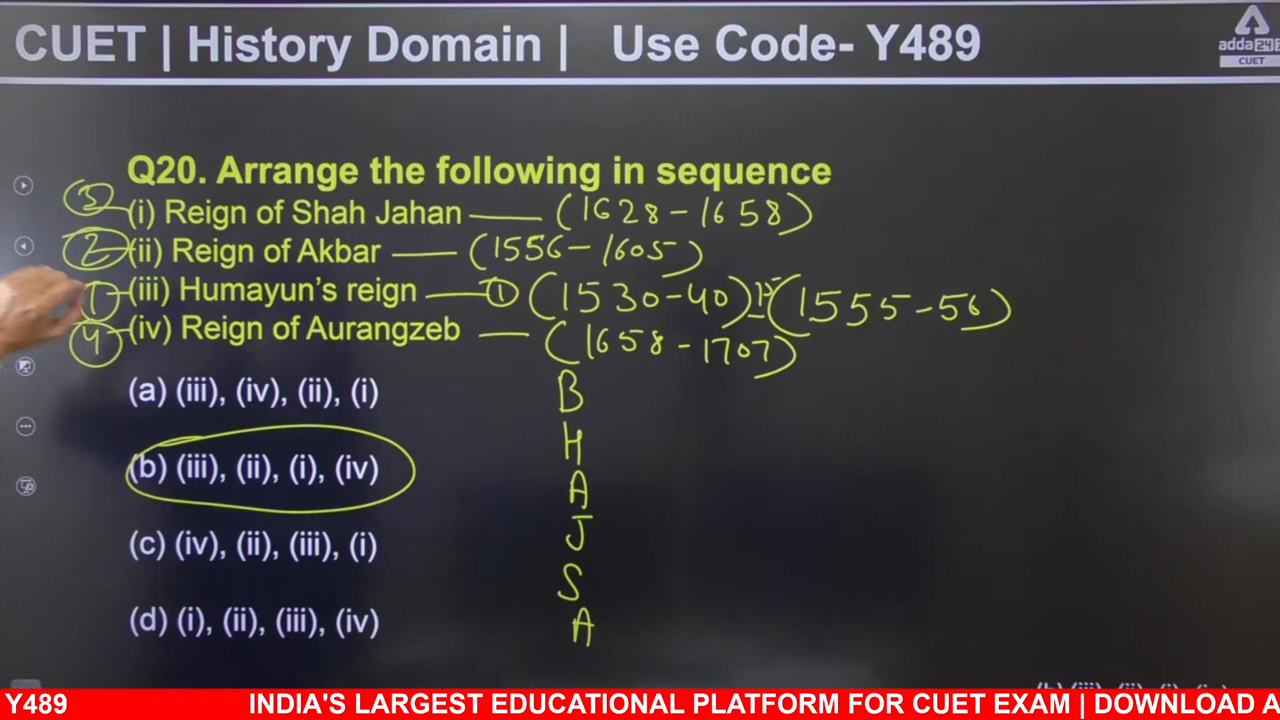 CUET | History Domain | Use Code- Y489
adda247
CUET
Q20. Arrange the following in sequence
3 (i) Reign of Shah Jahan — (1628-1658)
2 (ii) Reign of Akbar — (1556-1605)
1 (iii) Humayun's reign — 1 (1530-40) (1555-56)
4 (iv) Reign of Aurangzeb — (1658-1707)
(a) (iii), (iv), (ii), (i)
B
H
(b) (iii), (ii), (i), (iv)
A
J
(c) (iv), (ii), (iii), (i)
S
(d) (i), (ii), (iii), (iv)
A
Y489 INDIA'S LARGEST EDUCATIONAL PLATFORM FOR CUET EXAM | DOWNLOAD A